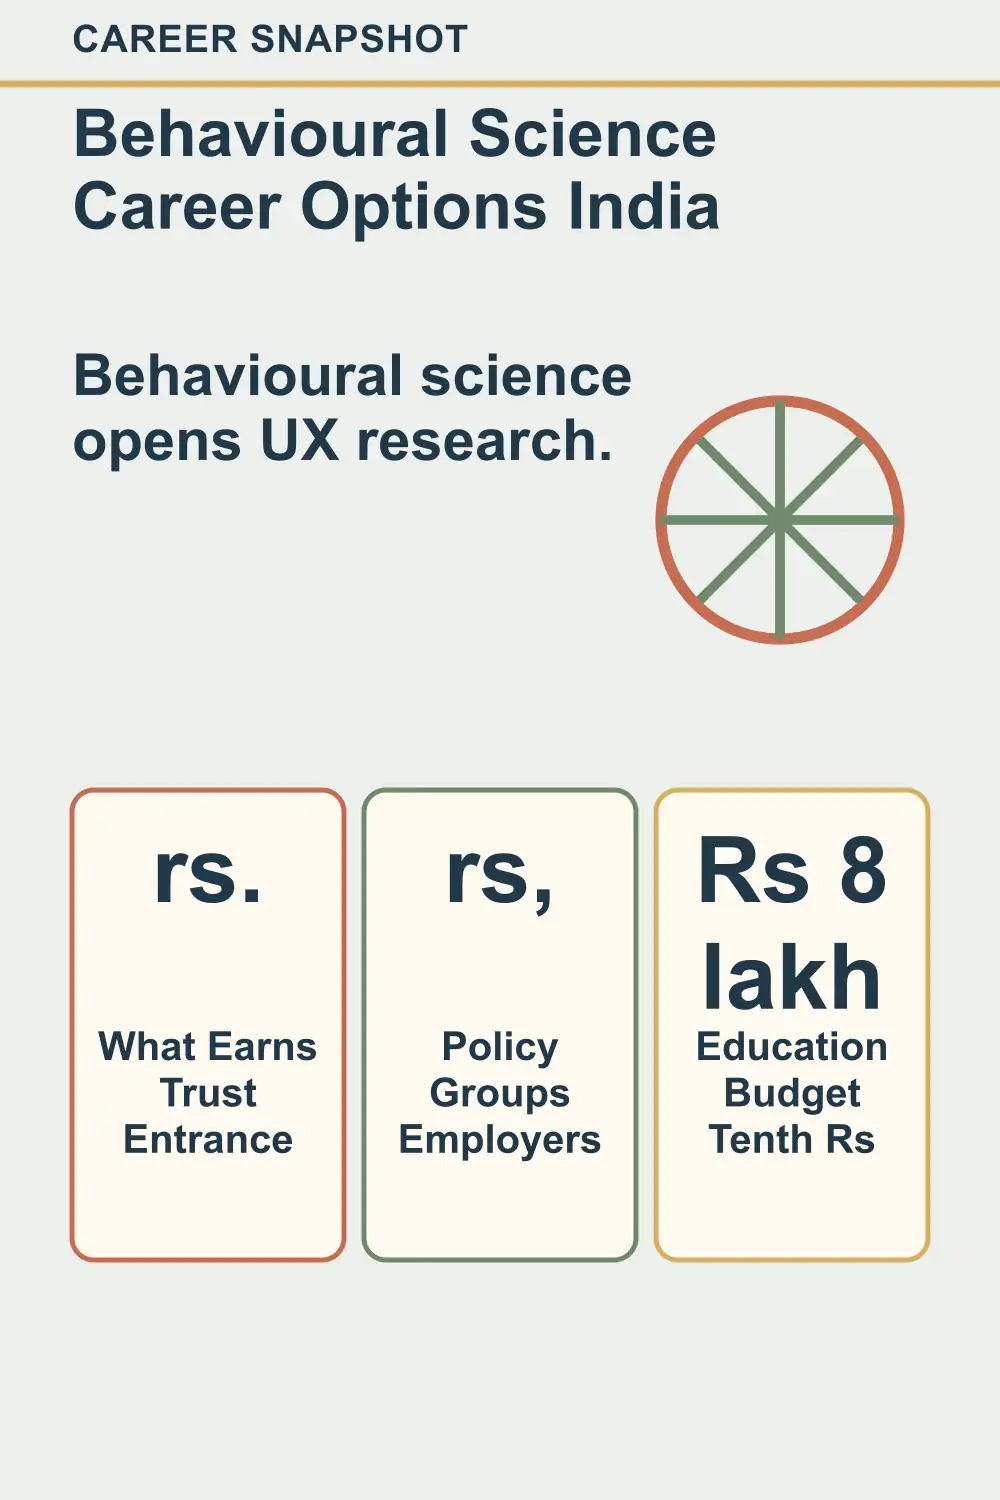 CAREER SNAPSHOT
Behavioural Science
Career Options India
Behavioural science
opens UX research.
rs.
What Earns
Trust
Entrance
rs,
Policy
Groups
Employers
Rs 8
lakh
Education
Budget
Tenth Rs